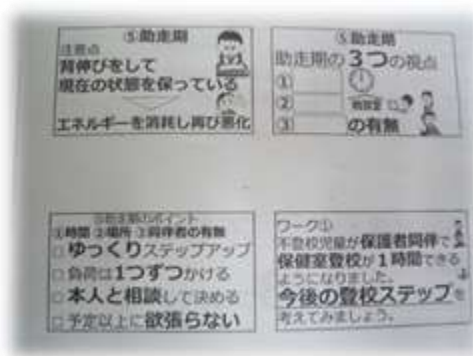 ⑤助走期
注意点
背伸びをして
現在の状態を保っている
エネルギーを消耗し再び悪化
⑤助走期
助走期の3つの視点
①
②
③ の有無
⑤助走期のポイント
①時間 ②場所 ③同伴者の有無
□ ゆっくりステップアップ
□ 負荷は1つずつかける
□ 本人と相談して決める
□ 予定以上に欲張らない
ワーク①
不登校児童が保護者同伴で
保健室登校が1時間できる
ようになりました。
今後の登校ステップを
考えてみましょう。